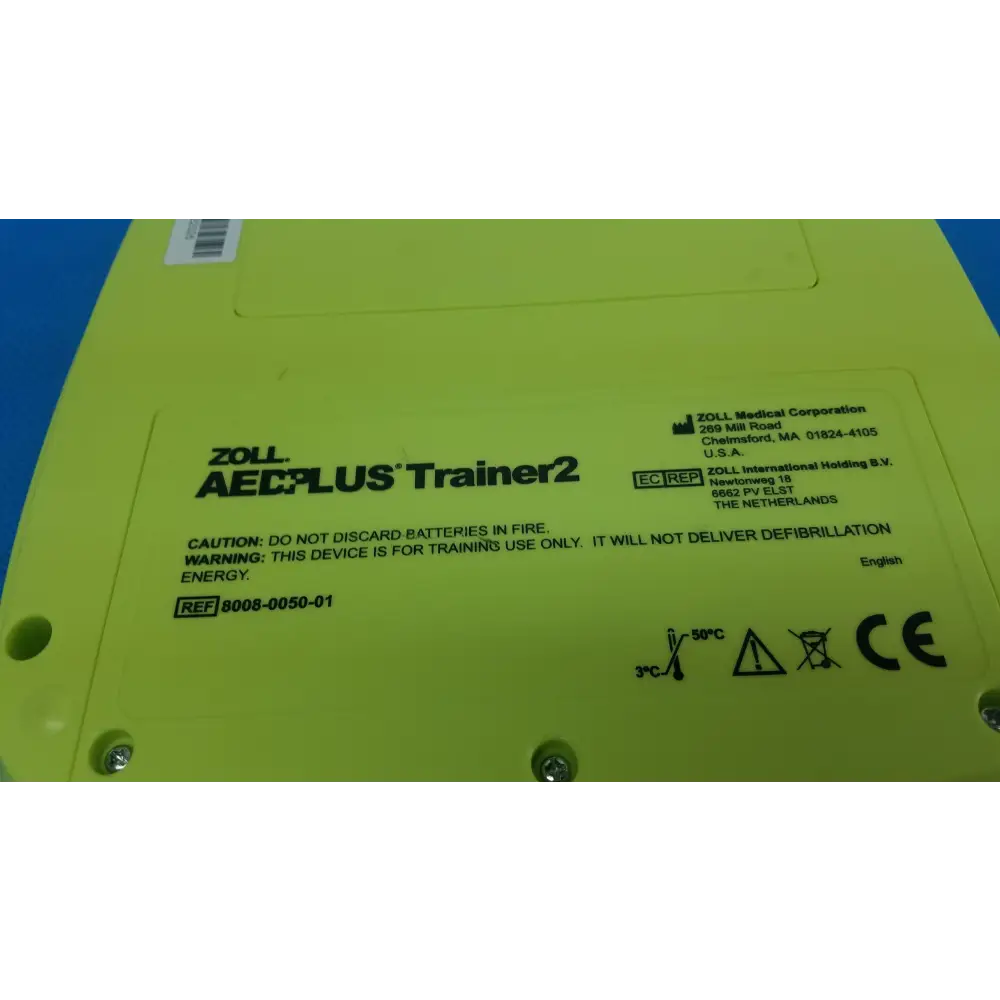 ZOLL.
AEDPLUS® Trainer2
ZOLL Medical Corporation
269 Mill Road
Chelmsford, MA 01824-4105
U.S.A.
EC REP ZOLL International Holding B.V.
Newtonweg 18
6662 PV ELST
THE NETHERLANDS
CAUTION: DO NOT DISCARD BATTERIES IN FIRE.
WARNING: THIS DEVICE IS FOR TRAINING USE ONLY. IT WILL NOT DELIVER DEFIBRILLATION
ENERGY.
English
REF 8008-0050-01
50°C
3°C
CE